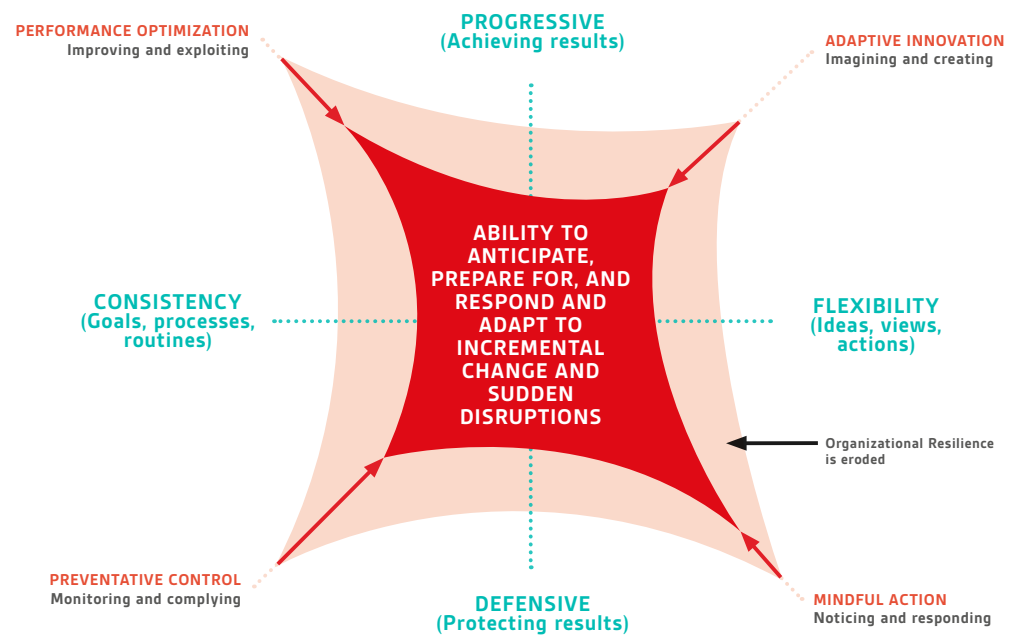 PROGRESSIVE
(Achieving results)
PERFORMANCE OPTIMIZATION
Improving and exploiting
ADAPTIVE INNOVATION
Imagining and creating
CONSISTENCY
(Goals, processes,
routines)
ABILITY TO
ANTICIPATE,
PREPARE FOR, AND
RESPOND AND
ADAPT TO
INCREMENTAL
CHANGE AND
SUDDEN
DISRUPTIONS
FLEXIBILITY
(Ideas, views,
actions)
Organizational Resilience
is eroded
PREVENTATIVE CONTROL
Monitoring and complying
DEFENSIVE
(Protecting results)
MINDFUL ACTION
Noticing and responding